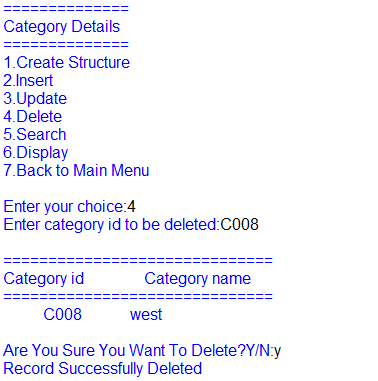 ==============
Category Details
==============
1.Create Structure
2.Insert
3.Update
4.Delete
5.Search
6.Display
7.Back to Main Menu
Enter your choice:4
Enter category id to be deleted:C008
==============================
Category id Category name
==============================
C008 west
Are You Sure You Want To Delete?Y/N:y
Record Successfully Deleted